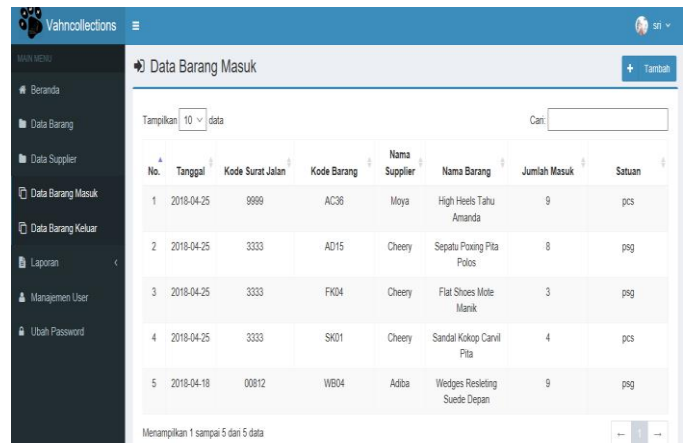 Vahncollections
sri
MAIN MENU
Beranda
Data Barang
Data Supplier
Data Barang Masuk
Data Barang Keluar
Laporan
Manajemen User
Ubah Password
Data Barang Masuk
+ Tambah
Tampilkan 10 data
Cari:
No. Tanggal Kode Surat Jalan Kode Barang Nama Supplier Nama Barang Jumlah Masuk Satuan
1 2018-04-25 9999 AC36 Moya High Heels Tahu Amanda 9 pcs
2 2018-04-25 3333 AD15 Cheery Sepatu Poxing Pita Polos 8 psg
3 2018-04-25 3333 FK04 Cheery Flat Shoes Mote Manik 3 psg
4 2018-04-25 3333 SK01 Cheery Sandal Kokop Carvil Pita 4 pcs
5 2018-04-18 00812 WB04 Adiba Wedges Resleting Suede Depan 9 psg
Menampilkan 1 sampai 5 dari 5 data
← 1 →